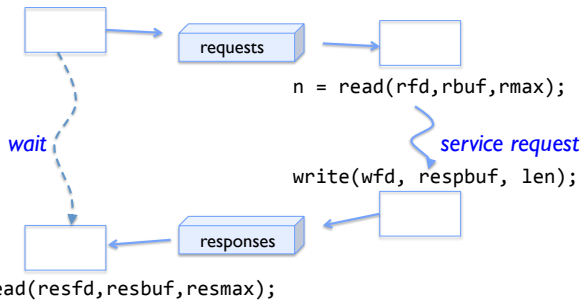 requests
n = read(rfd,rbuf,rmax);
wait
service request
write(wfd, respbuf, len);
responses
ead(resfd,resbuf,resmax);